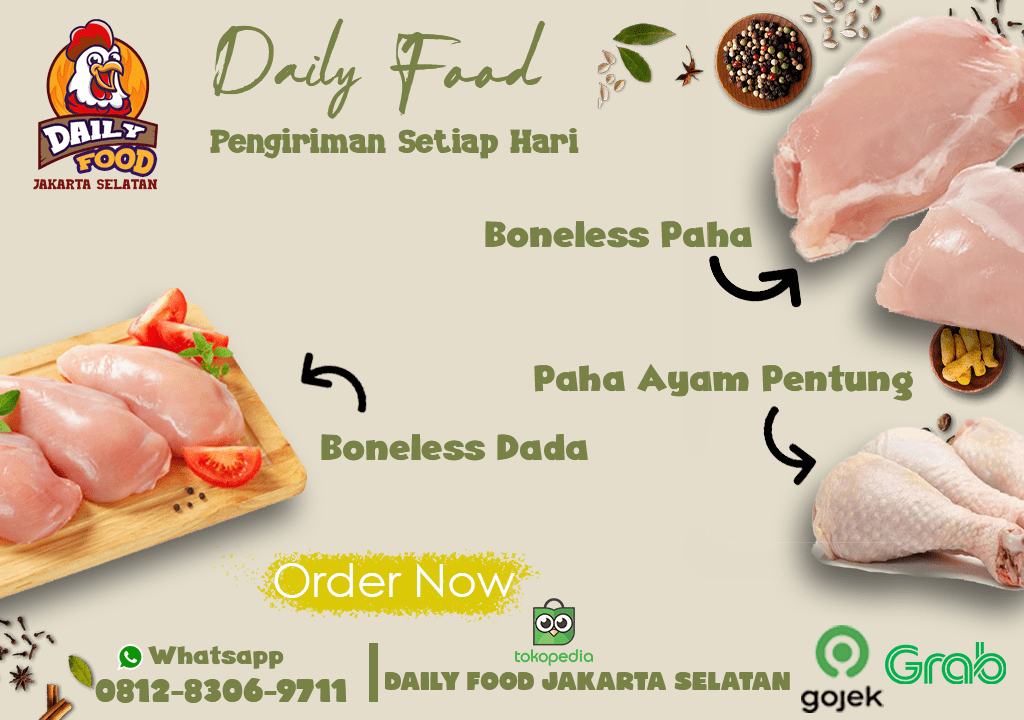 DAILY
FOOD
JAKARTA SELATAN
Daily Food
Pengiriman Setiap Hari
Boneless Paha
Paha Ayam Pentung
Boneless Dada
Order Now
Whatsapp
0812-8306-9711
tokopedia
DAILY FOOD JAKARTA SELATAN
gojek
Grab